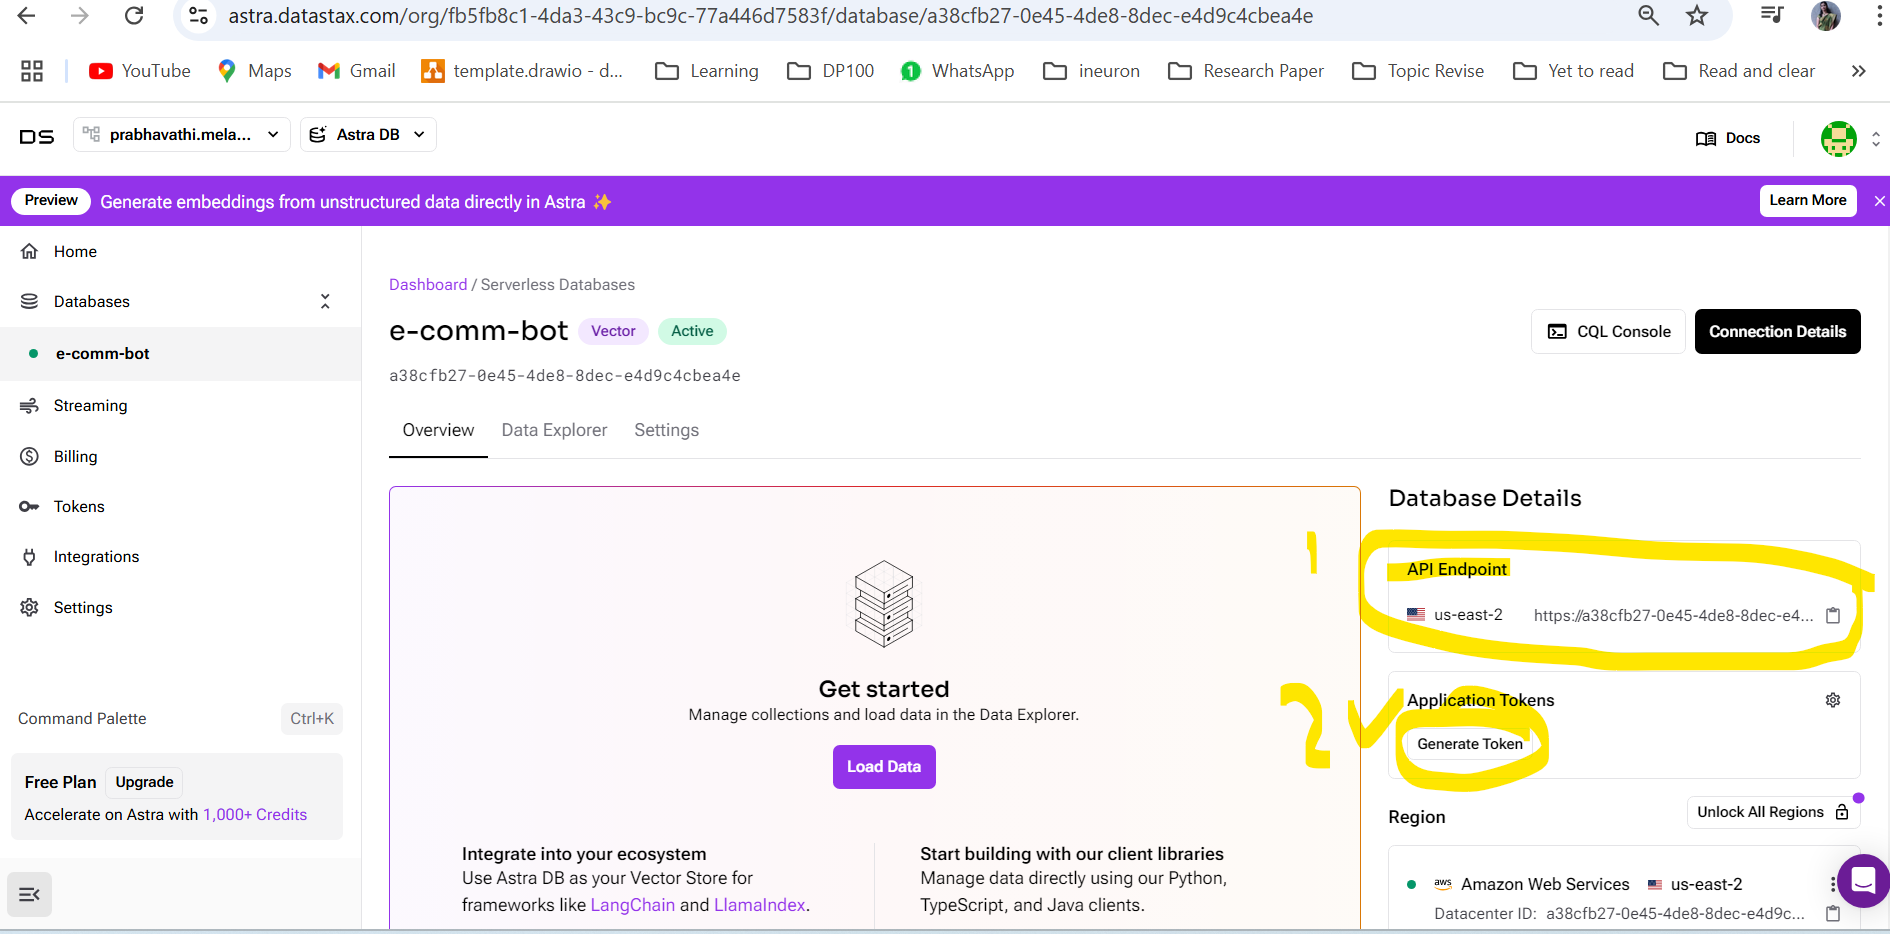 astra.datastax.com/org/fb5fb8c1-4da3-43c9-bc9c-77a446d7583f/database/a38cfb27-0e45-4de8-8dec-e4d9c4cbea4e
YouTube Maps Gmail template.drawio - d... Learning DP100 1 WhatsApp ineuron Research Paper Topic Revise Yet to read Read and clear »
DS prabhavathi.mela... Astra DB Docs
Preview Generate embeddings from unstructured data directly in Astra ✨ Learn More
Home
Databases
e-comm-bot
Streaming
Billing
Tokens
Integrations
Settings
Command Palette Ctrl+K
Free Plan Upgrade
Accelerate on Astra with 1,000+ Credits
Dashboard / Serverless Databases
e-comm-bot Vector Active
CQL Console Connection Details
a38cfb27-0e45-4de8-8dec-e4d9c4cbea4e
Overview Data Explorer Settings
Get started
Manage collections and load data in the Data Explorer.
Load Data
Integrate into your ecosystem
Use Astra DB as your Vector Store for
frameworks like LangChain and LlamaIndex.
Start building with our client libraries
Manage data directly using our Python,
TypeScript, and Java clients.
Database Details
1
API Endpoint
us-east-2 https://a38cfb27-0e45-4de8-8dec-e4...
2
Application Tokens
Generate Token
Region Unlock All Regions
aws Amazon Web Services us-east-2
Datacenter ID: a38cfb27-0e45-4de8-8dec-e4d9c...